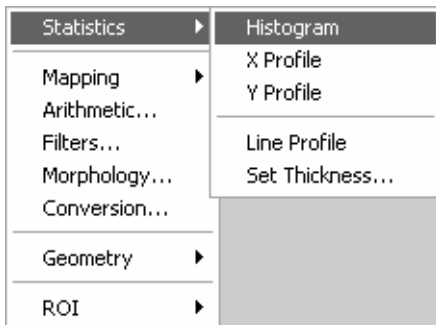 Statistics
Mapping
Arithmetic...
Filters...
Morphology...
Conversion...
Geometry
ROI
Histogram
X Profile
Y Profile
Line Profile
Set Thickness...